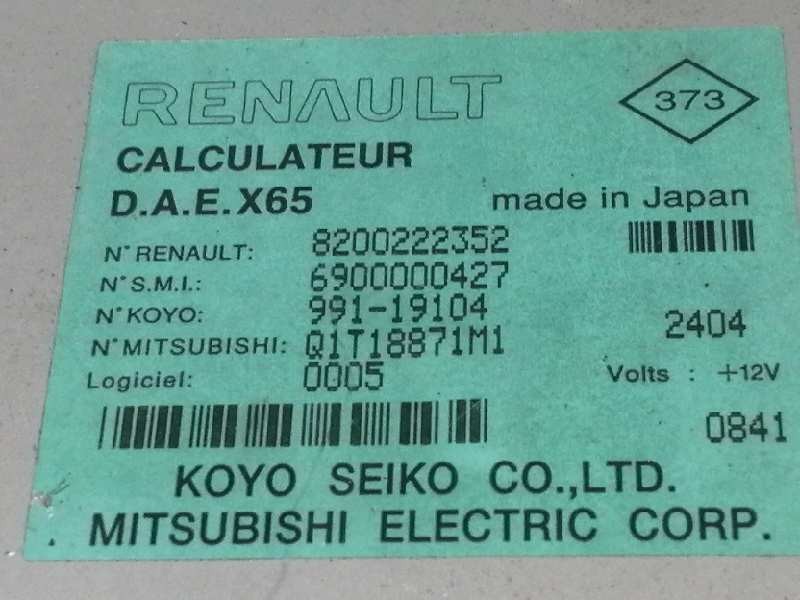 RENAULT
373
CALCULATEUR
D.A.E.X65 made in Japan
N° RENAULT: 8200222352
N° S.M.I.: 6900000427
N° KOYO: 991-19104
2404
N° MITSUBISHI: Q1T18871M1
Logiciel: 0005 Volts : +12V
0841
KOYO SEIKO CO.,LTD.
MITSUBISHI ELECTRIC CORP.